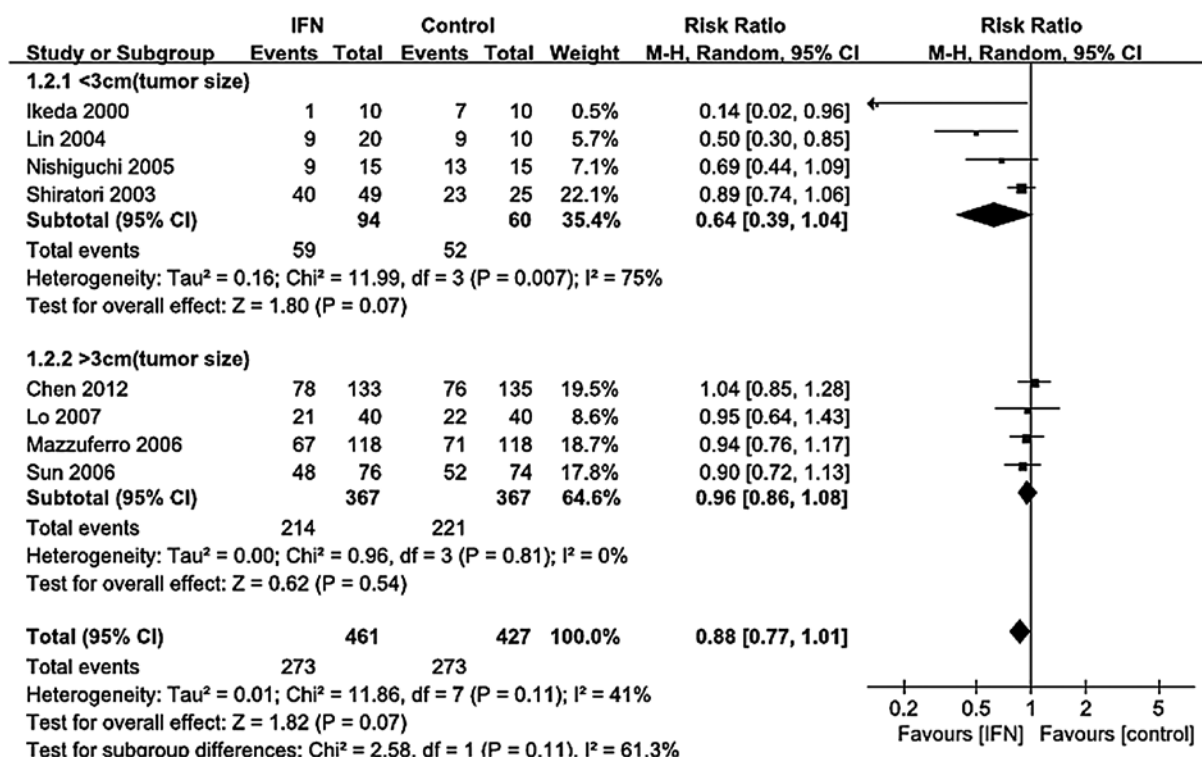 IFN Control Risk Ratio Risk Ratio
Study or Subgroup Events Total Events Total Weight M-H, Random, 95% CI M-H, Random, 95% CI
1.2.1 <3cm(tumor size)
Ikeda 2000 1 10 7 10 0.5% 0.14 [0.02, 0.96]
Lin 2004 9 20 9 10 5.7% 0.50 [0.30, 0.85]
Nishiguchi 2005 9 15 13 15 7.1% 0.69 [0.44, 1.09]
Shiratori 2003 40 49 23 25 22.1% 0.89 [0.74, 1.06]
Subtotal (95% CI) 94 60 35.4% 0.64 [0.39, 1.04]
Total events 59 52
Heterogeneity: Tau² = 0.16; Chi² = 11.99, df = 3 (P = 0.007); I² = 75%
Test for overall effect: Z = 1.80 (P = 0.07)
1.2.2 >3cm(tumor size)
Chen 2012 78 133 76 135 19.5% 1.04 [0.85, 1.28]
Lo 2007 21 40 22 40 8.6% 0.95 [0.64, 1.43]
Mazzuferro 2006 67 118 71 118 18.7% 0.94 [0.76, 1.17]
Sun 2006 48 76 52 74 17.8% 0.90 [0.72, 1.13]
Subtotal (95% CI) 367 367 64.6% 0.96 [0.86, 1.08]
Total events 214 221
Heterogeneity: Tau² = 0.00; Chi² = 0.96, df = 3 (P = 0.81); I² = 0%
Test for overall effect: Z = 0.62 (P = 0.54)
Total (95% CI) 461 427 100.0% 0.88 [0.77, 1.01]
Total events 273 273
Heterogeneity: Tau² = 0.01; Chi² = 11.86, df = 7 (P = 0.11); I² = 41%
Test for overall effect: Z = 1.82 (P = 0.07)
Test for subgroup differences: Chi² = 2.58, df = 1 (P = 0.11), I² = 61.3%
0.2 0.5 1 2 5
Favours [IFN] Favours [control]